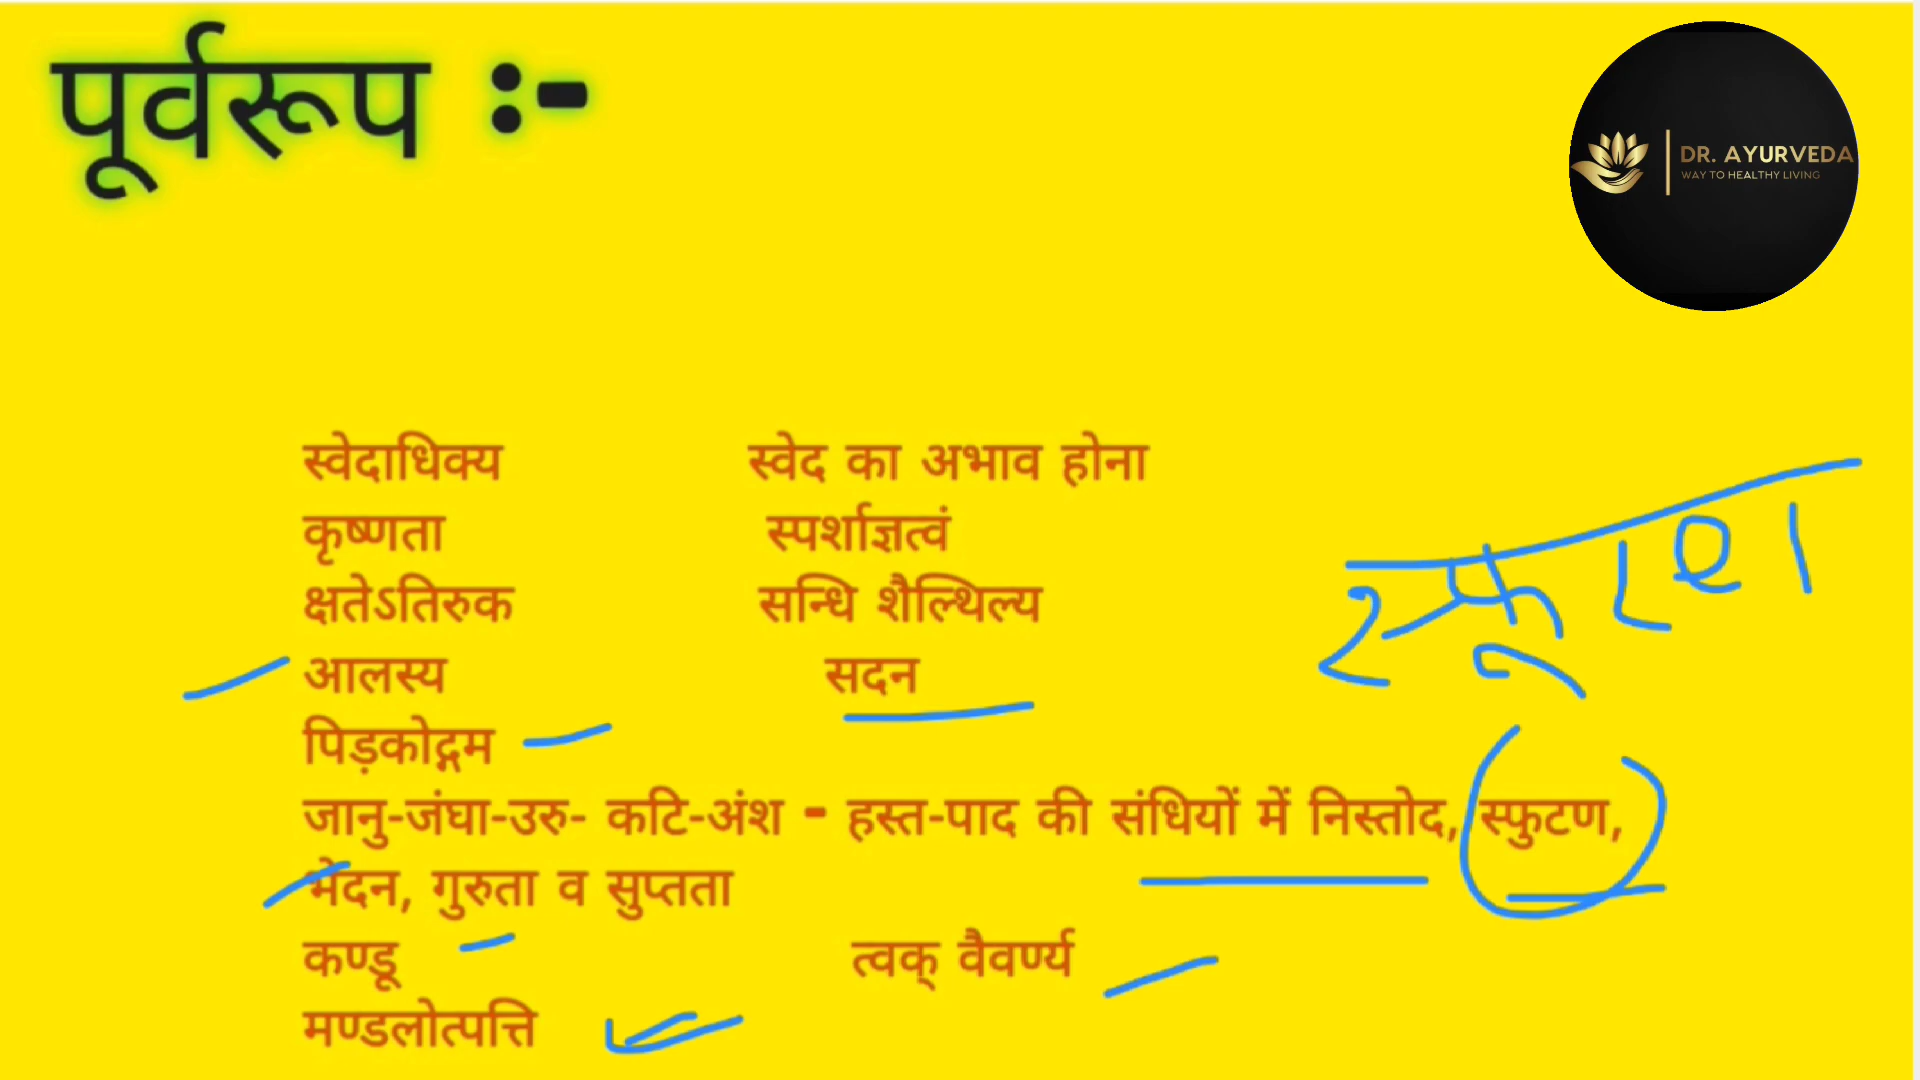 पूर्वरूप :-
DR. AYURVEDA
WAY TO HEALTHY LIVING
स्वेदाधिक्य स्वेद का अभाव होना
कृष्णता स्पर्शाज्ञत्वं
क्षतेऽतिरुक सन्धि शैल्थिल्य
आलस्य सदन
पिड़कोद्गम
जानु-जंघा-उरु- कटि-अंश - हस्त-पाद की संधियों में निस्तोद, स्फुटण,
भेदन, गुरुता व सुप्तता
कण्डू त्वक् वैवर्ण्य
मण्डलोत्पत्ति